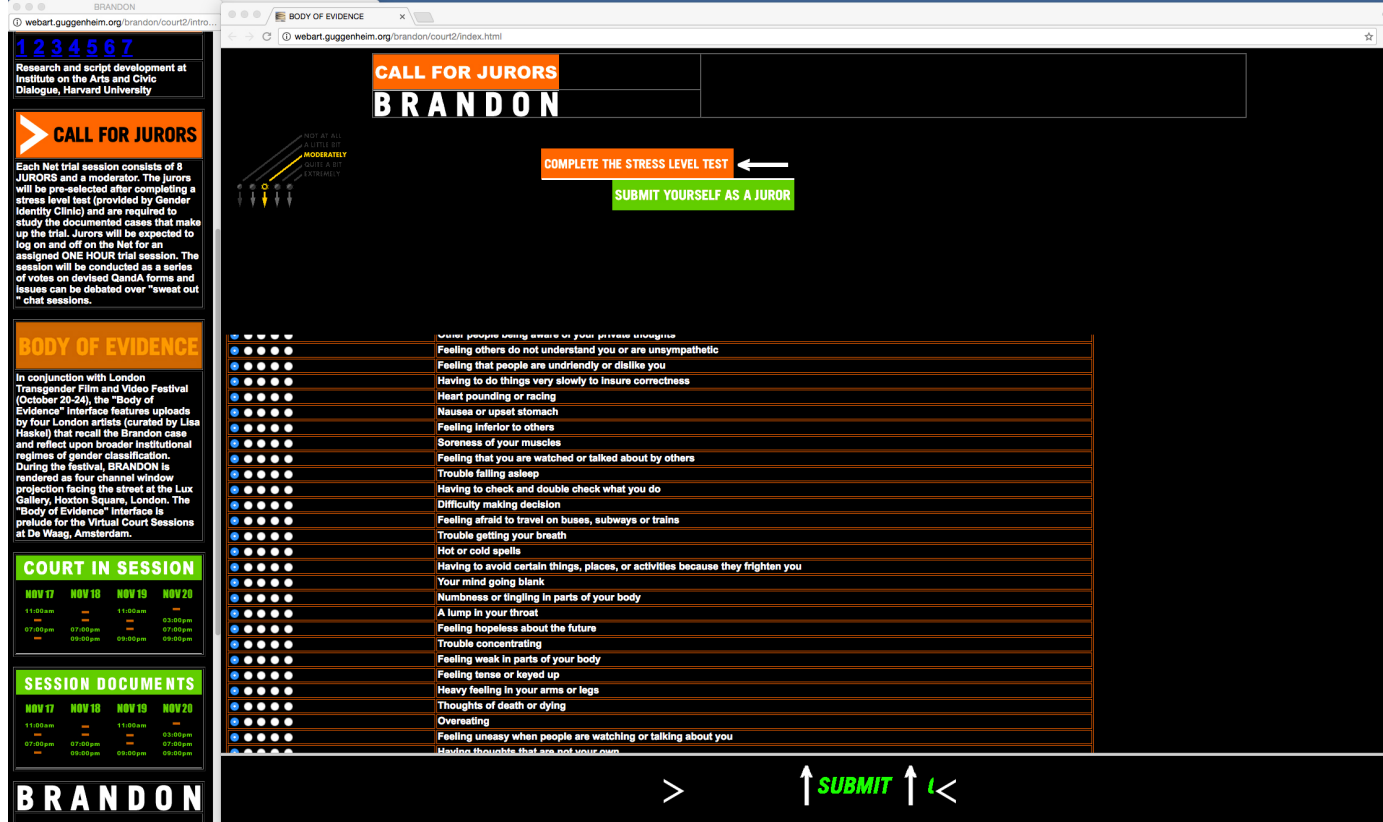 BRANDON
webart.guggenheim.org/brandon/court2/intro...
1 2 3 4 5 6 7
Research and script development at
Institute on the Arts and Civic
Dialogue, Harvard University
CALL FOR JURORS
Each Net trial session consists of 8
JURORS and a moderator. The jurors
will be pre-selected after completing a
stress level test (provided by Gender
Identity Clinic) and are required to
study the documented cases that make
up the trial. Jurors will be expected to
log on and off on the Net for an
assigned ONE HOUR trial session. The
session will be conducted as a series
of votes on devised QandA forms and
issues can be debated over "sweat out
" chat sessions.
BODY OF EVIDENCE
In conjunction with London
Transgender Film and Video Festival
(October 20-24), the "Body of
Evidence" interface features uploads
by four London artists (curated by Lisa
Haskel) that recall the Brandon case
and reflect upon broader institutional
regimes of gender classification.
During the festival, BRANDON is
rendered as four channel window
projection facing the street at the Lux
Gallery, Hoxton Square, London. The
"Body of Evidence" interface is
prelude for the Virtual Court Sessions
at De Waag, Amsterdam.
COURT IN SESSION
NOV 17 NOV 18 NOV 19 NOV 20
11:00am – 11:00am –
– – – 03:00pm
07:00pm 07:00pm – 07:00pm
– 09:00pm 09:00pm 09:00pm
SESSION DOCUMENTS
NOV 17 NOV 18 NOV 19 NOV 20
11:00am – 11:00am –
– – – 03:00pm
07:00pm 07:00pm – 07:00pm
– 09:00pm 09:00pm 09:00pm
BRANDON
BODY OF EVIDENCE
webart.guggenheim.org/brandon/court2/index.html
CALL FOR JURORS
BRANDON
NOT AT ALL
A LITTLE BIT
MODERATELY
QUITE A BIT
EXTREMELY
COMPLETE THE STRESS LEVEL TEST
SUBMIT YOURSELF AS A JUROR
Other people being aware of your private thoughts
Feeling others do not understand you or are unsympathetic
Feeling that people are undriendly or dislike you
Having to do things very slowly to insure correctness
Heart pounding or racing
Nausea or upset stomach
Feeling inferior to others
Soreness of your muscles
Feeling that you are watched or talked about by others
Trouble falling asleep
Having to check and double check what you do
Difficulty making decision
Feeling afraid to travel on buses, subways or trains
Trouble getting your breath
Hot or cold spells
Having to avoid certain things, places, or activities because they frighten you
Your mind going blank
Numbness or tingling in parts of your body
A lump in your throat
Feeling hopeless about the future
Trouble concentrating
Feeling weak in parts of your body
Feeling tense or keyed up
Heavy feeling in your arms or legs
Thoughts of death or dying
Overeating
Feeling uneasy when people are watching or talking about you
Having thoughts that are not your own
> SUBMIT <